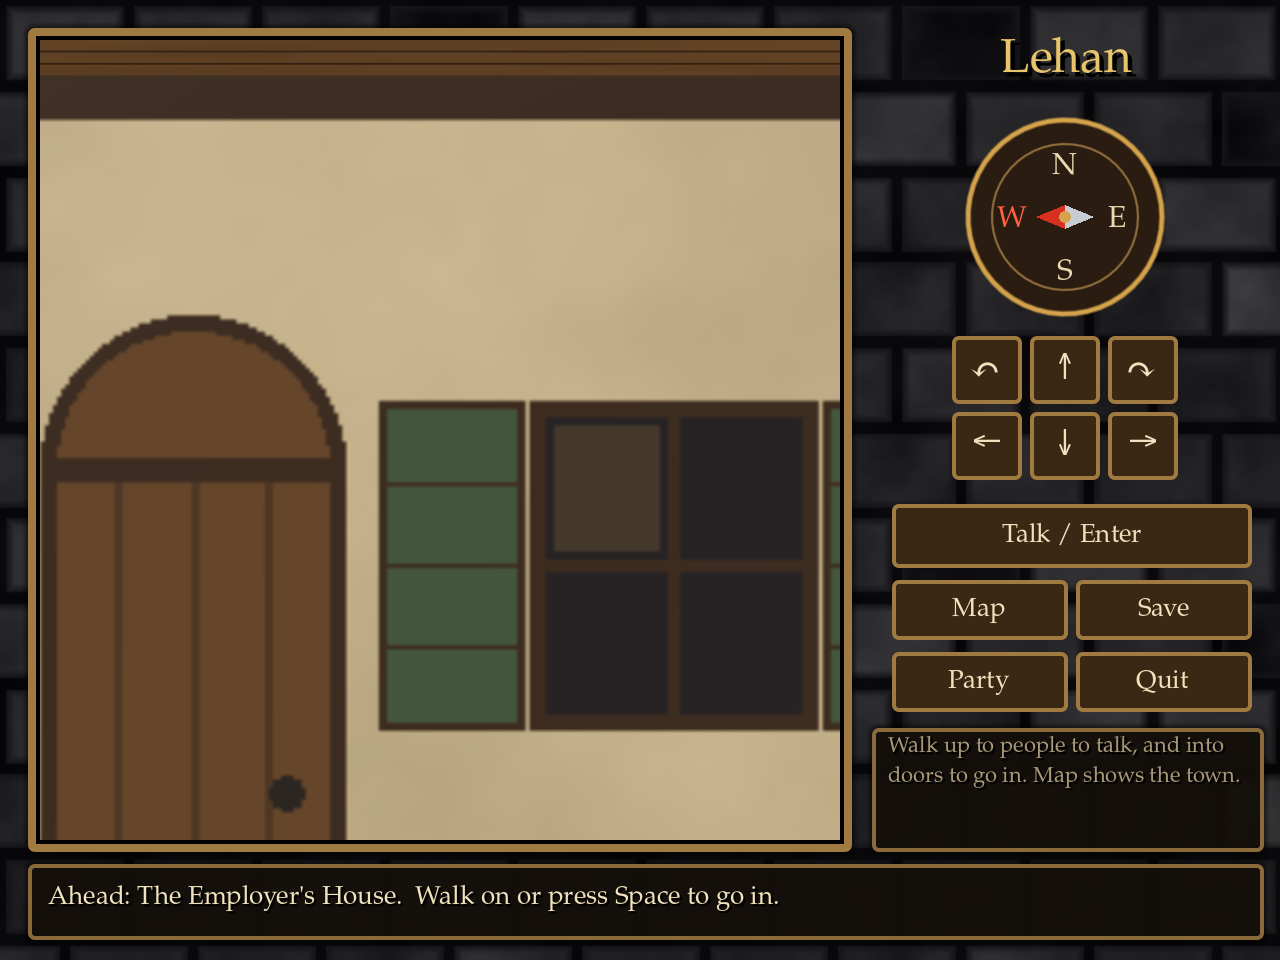 Lehan
N
W E
S
Talk / Enter
Map Save
Party Quit
Walk up to people to talk, and into
doors to go in. Map shows the town.
Ahead: The Employer's House. Walk on or press Space to go in.